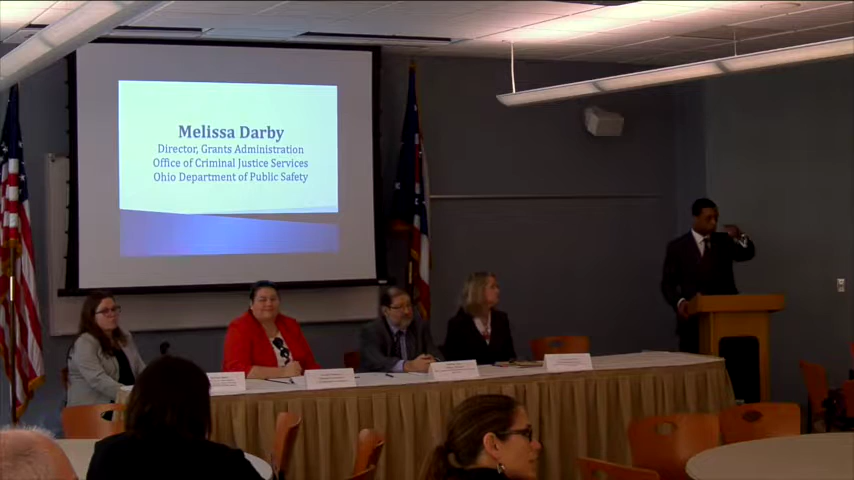 Melissa Darby
Director, Grants Administration
Office of Criminal Justice Services
Ohio Department of Public Safety